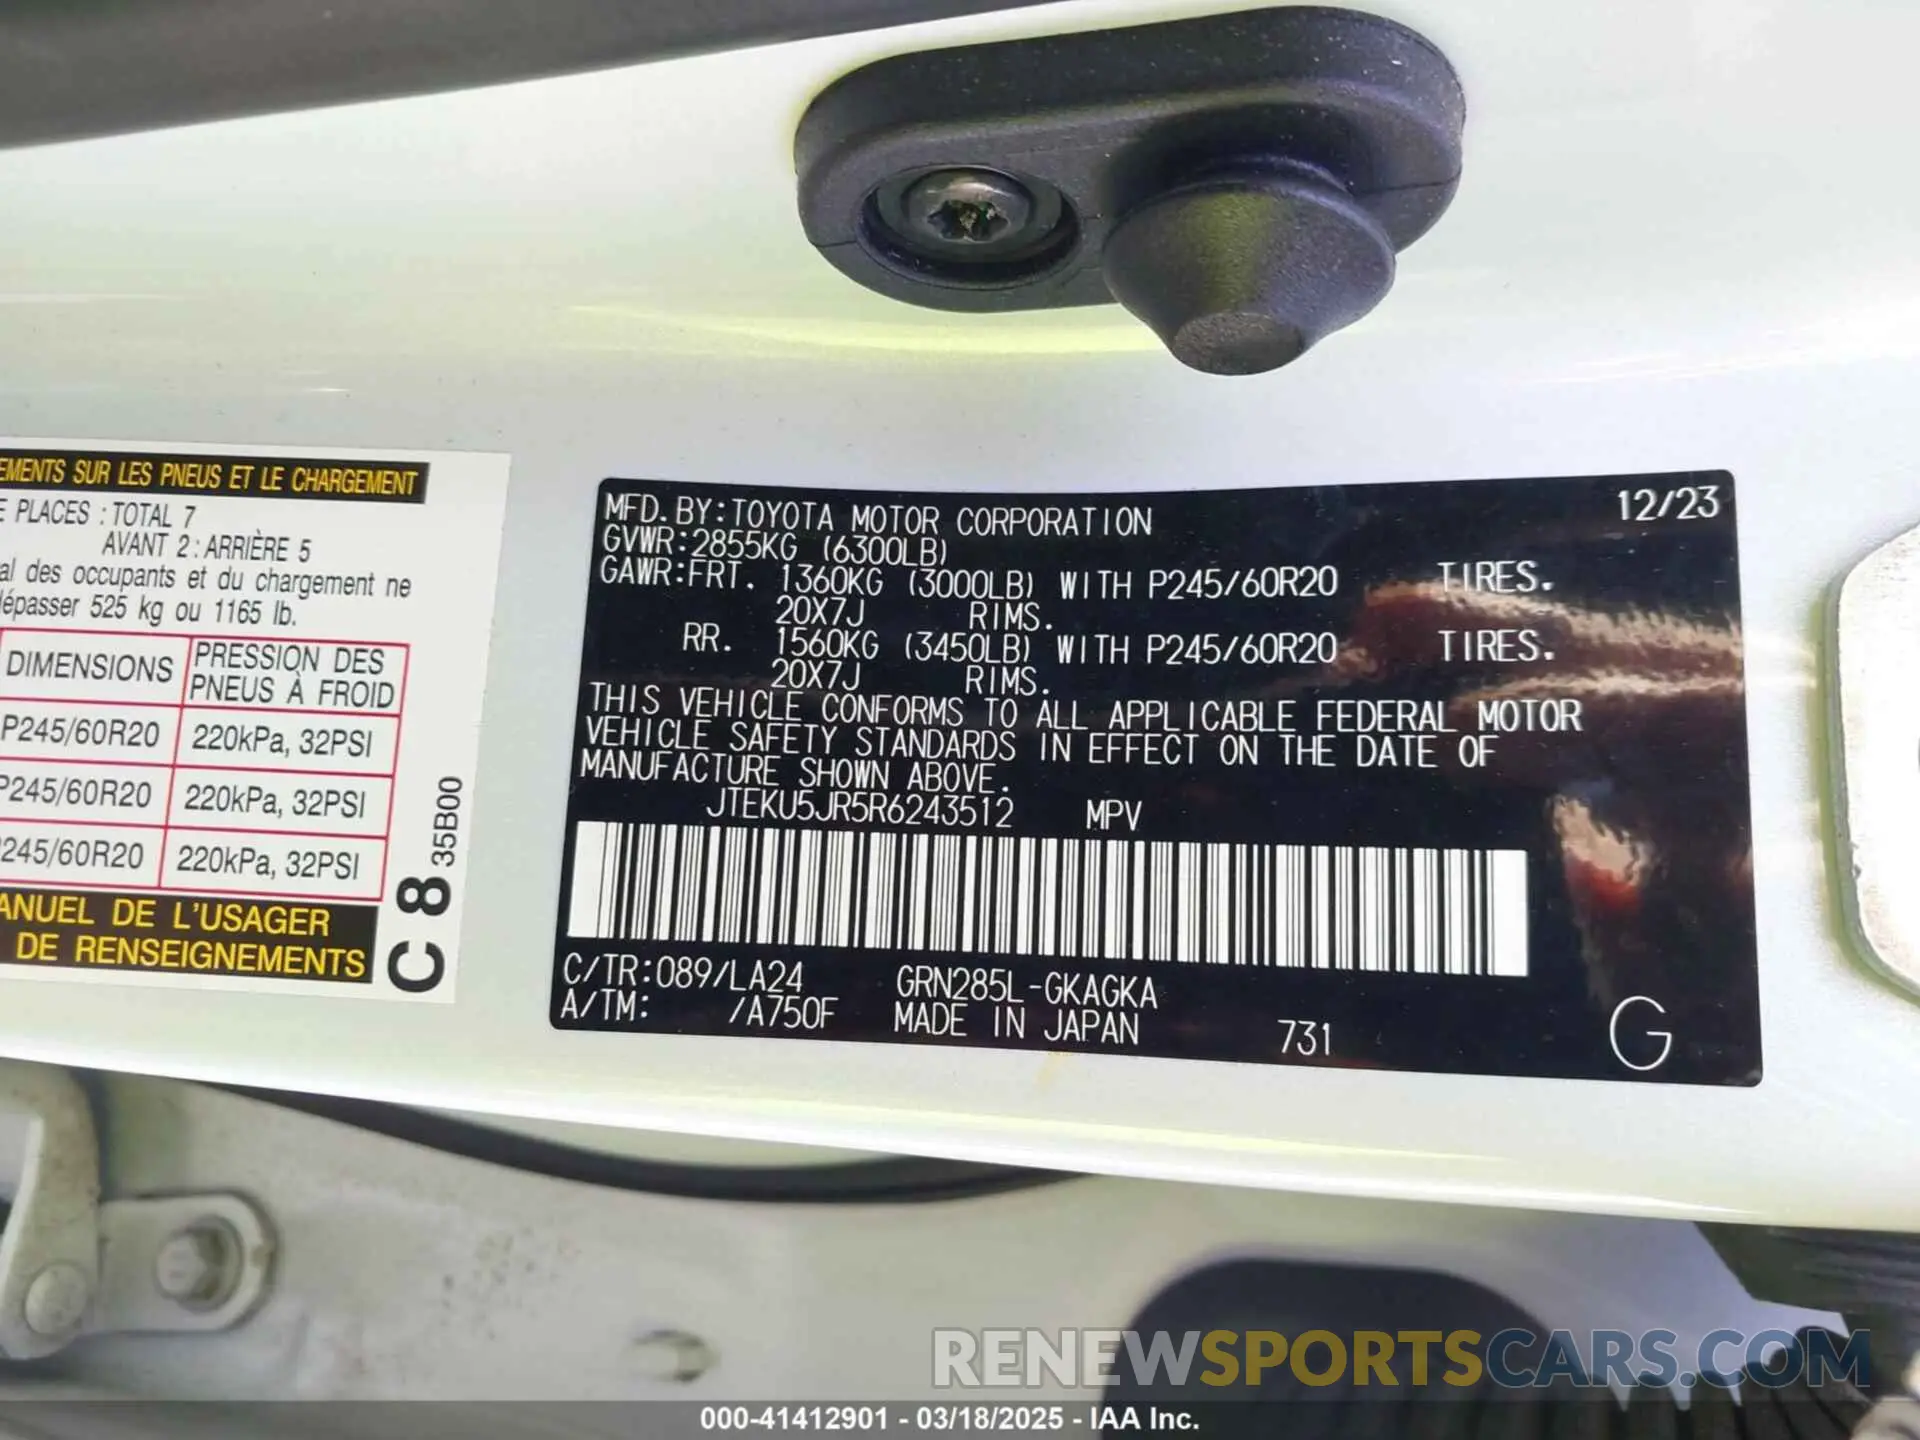 EMENTS SUR LES PNEUS ET LE CHARGEMENT
E PLACES : TOTAL 7
AVANT 2 : ARRIÈRE 5
al des occupants et du chargement ne
dépasser 525 kg ou 1165 lb.
DIMENSIONS
PRESSION DES
PNEUS À FROID
P245/60R20 220kPa, 32PSI
P245/60R20 220kPa, 32PSI
245/60R20 220kPa, 32PSI
ANUEL DE L'USAGER
DE RENSEIGNEMENTS
C 8 35B00
MFD. BY: TOYOTA MOTOR CORPORATION 12/23
GVWR: 2855KG (6300LB)
GAWR: FRT. 1360KG (3000LB) WITH P245/60R20 TIRES.
20X7J RIMS.
RR. 1560KG (3450LB) WITH P245/60R20 TIRES.
20X7J RIMS.
THIS VEHICLE CONFORMS TO ALL APPLICABLE FEDERAL MOTOR
VEHICLE SAFETY STANDARDS IN EFFECT ON THE DATE OF
MANUFACTURE SHOWN ABOVE.
JTEKU5JR5R6243512 MPV
C/TR: 089/LA24 GRN285L-GKAGKA
A/TM: /A750F MADE IN JAPAN 731 G
RENEWSPORTSCARS.COM
000-41412901 - 03/18/2025 - IAA Inc.